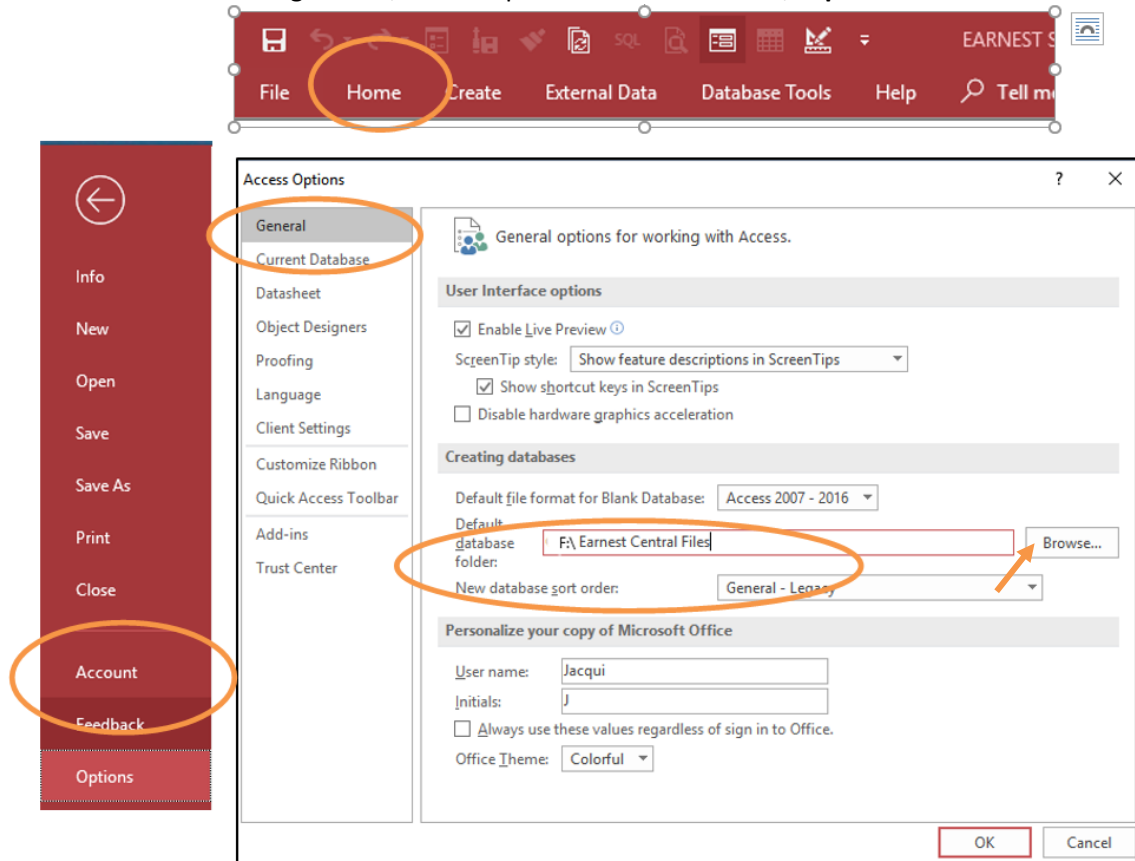 SQL
EARNEST S
File Home Create External Data Database Tools Help Tell me
Info
New
Open
Save
Save As
Print
Close
Account
Feedback
Options
Access Options ? ×
General
Current Database
Datasheet
Object Designers
Proofing
Language
Client Settings
Customize Ribbon
Quick Access Toolbar
Add-ins
Trust Center
General options for working with Access.
User Interface options
Enable Live Preview
ScreenTip style: Show feature descriptions in ScreenTips
Show shortcut keys in ScreenTips
Disable hardware graphics acceleration
Creating databases
Default file format for Blank Database: Access 2007 - 2016
Default
database
folder:
F:\ Earnest Central Files
Browse...
New database sort order: General - Legacy
Personalize your copy of Microsoft Office
User name: Jacqui
Initials: J
Always use these values regardless of sign in to Office.
Office Theme: Colorful
OK Cancel